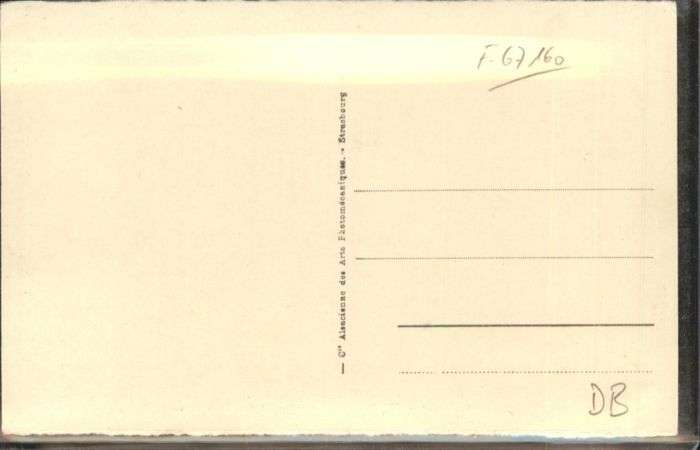 F.67160
— Cie Alsacienne des Arts Photomécaniques. - Strasbourg
DB